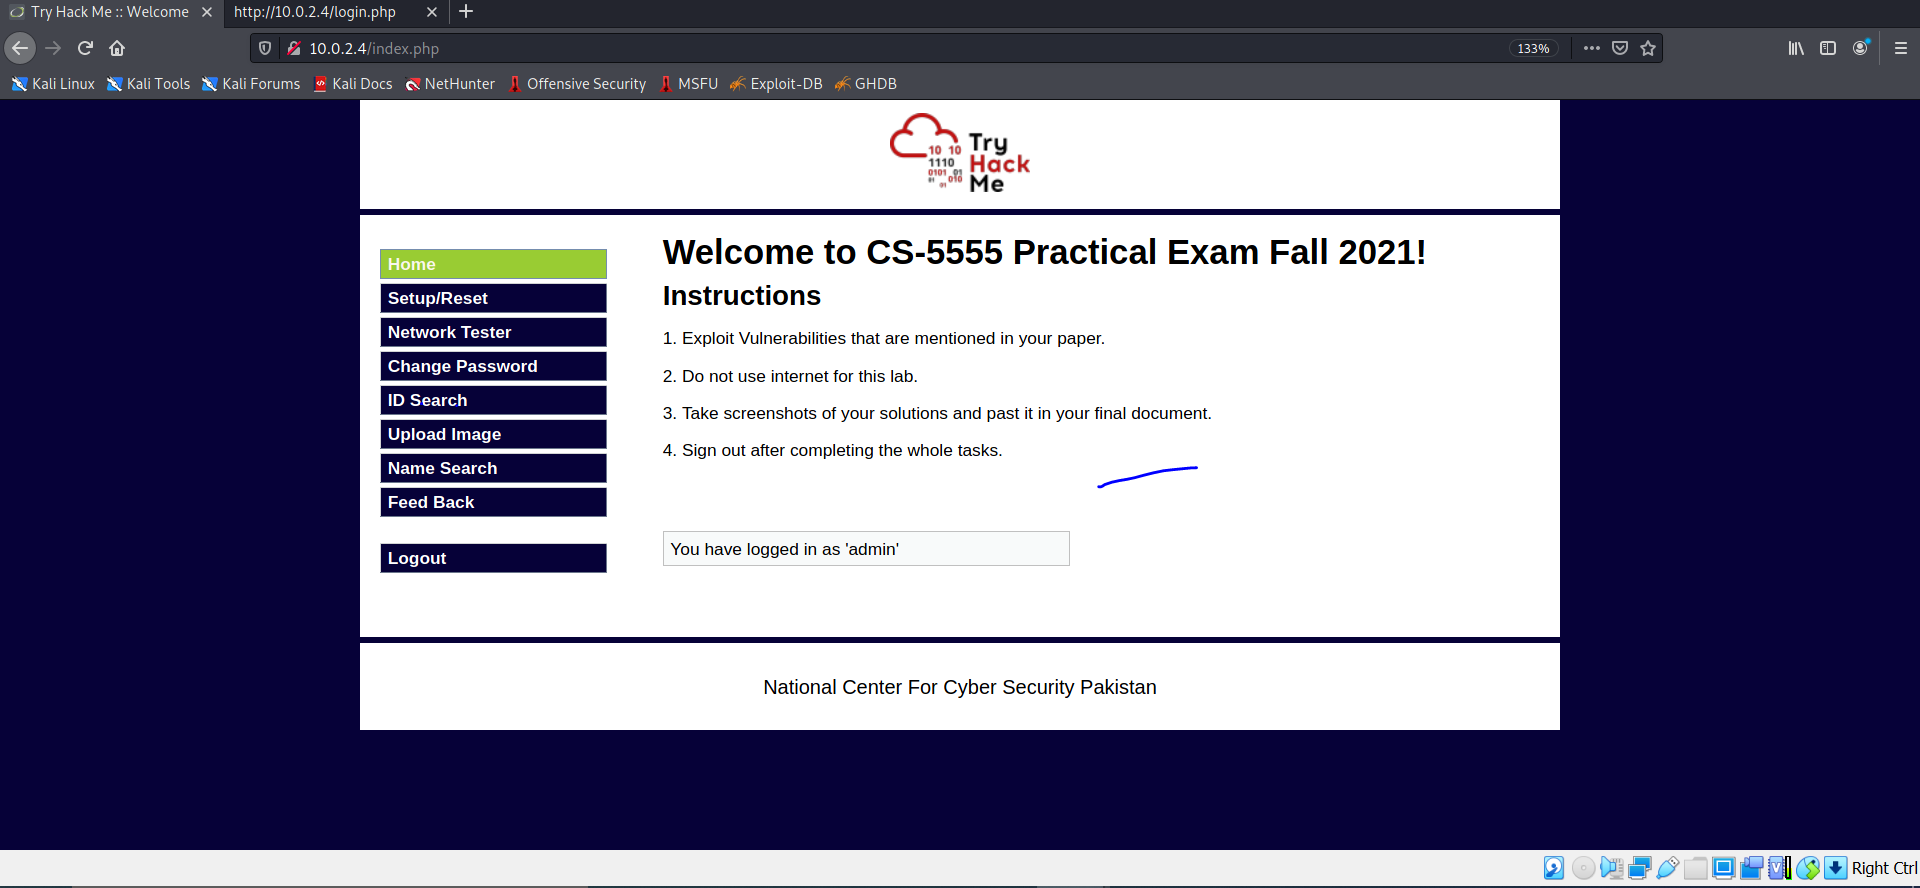 Try Hack Me :: Welcome
http://10.0.2.4/login.php
10.0.2.4/index.php
133%
Kali Linux
Kali Tools
Kali Forums
Kali Docs
NetHunter
Offensive Security
MSFU
Exploit-DB
GHDB
10 10
1110
0101 01
01 010
01
Try
Hack
Me
Home
Setup/Reset
Network Tester
Change Password
ID Search
Upload Image
Name Search
Feed Back
Logout
Welcome to CS-5555 Practical Exam Fall 2021!
Instructions
1. Exploit Vulnerabilities that are mentioned in your paper.
2. Do not use internet for this lab.
3. Take screenshots of your solutions and past it in your final document.
4. Sign out after completing the whole tasks.
You have logged in as 'admin'
National Center For Cyber Security Pakistan
Right Ctrl